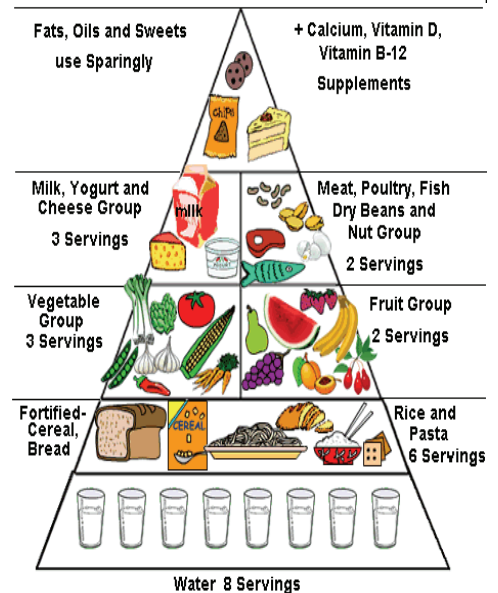 Fats, Oils and Sweets
use Sparingly
+ Calcium, Vitamin D,
Vitamin B-12
Supplements
chips
Milk, Yogurt and
Cheese Group
3 Servings
milk
YOGURT
Meat, Poultry, Fish
Dry Beans and
Nut Group
2 Servings
Vegetable
Group
3 Servings
Fruit Group
2 Servings
Fortified-
Cereal,
Bread
CEREAL
Rice and
Pasta
6 Servings
Water 8 Servings